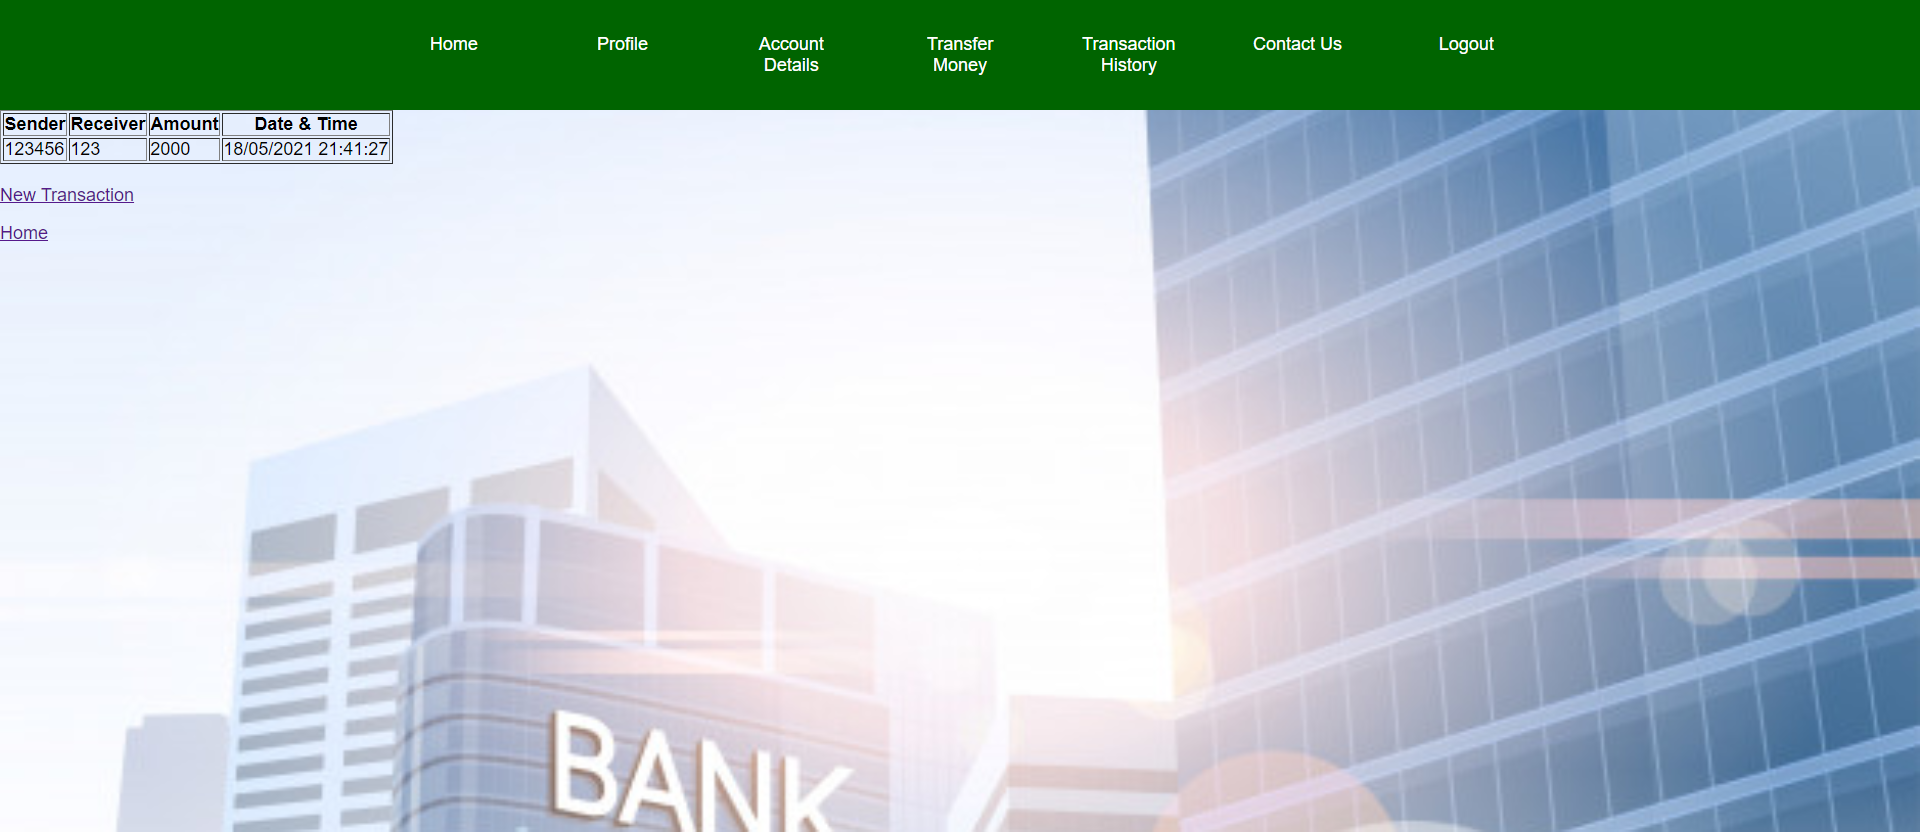 Home Profile Account Details Transfer Money Transaction History Contact Us Logout
Sender Receiver Amount Date & Time
123456 123 2000 18/05/2021 21:41:27
New Transaction
Home
BANK